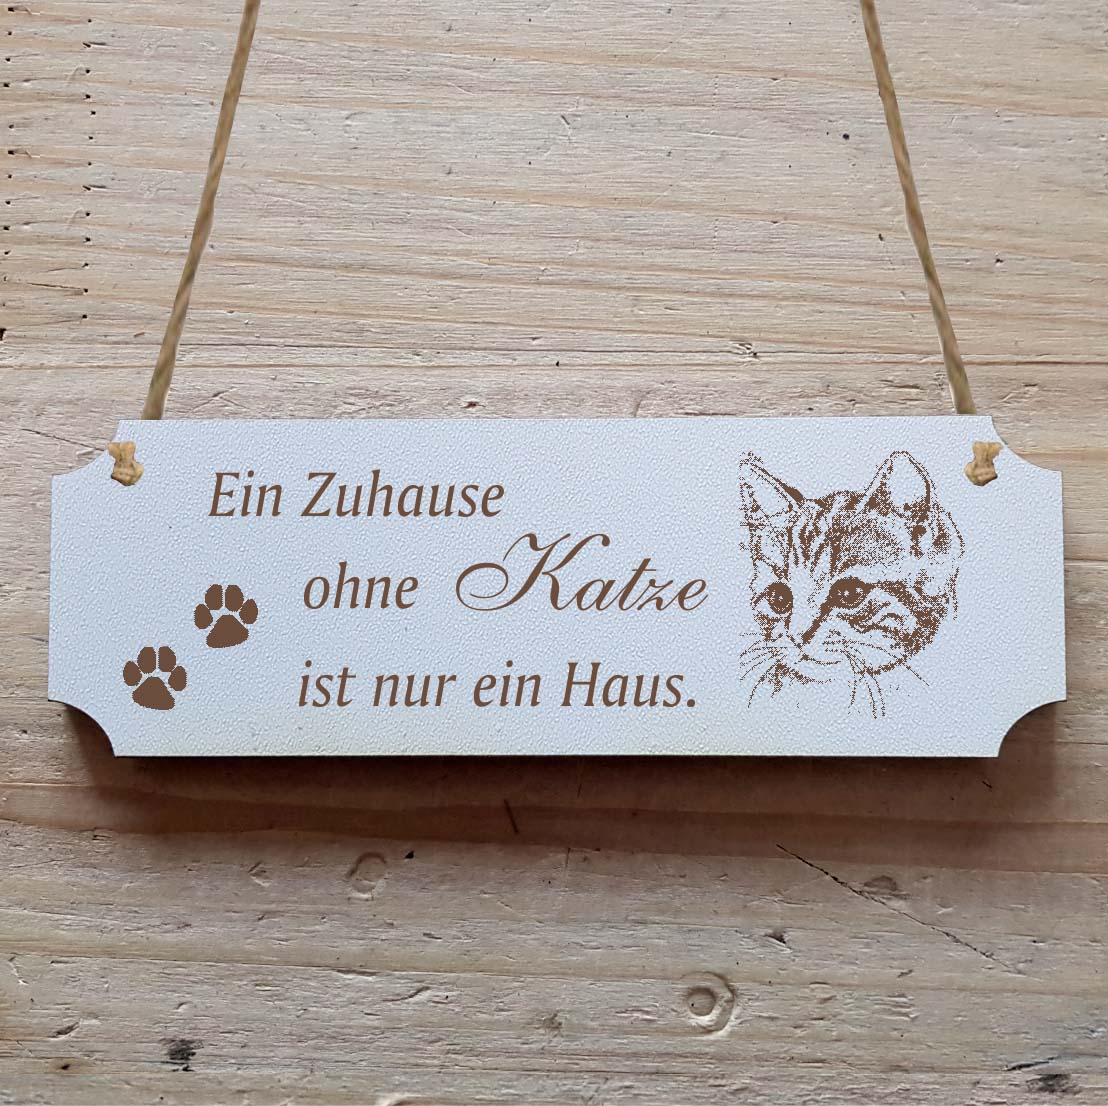 Ein Zuhause
ohne Katze
ist nur ein Haus.